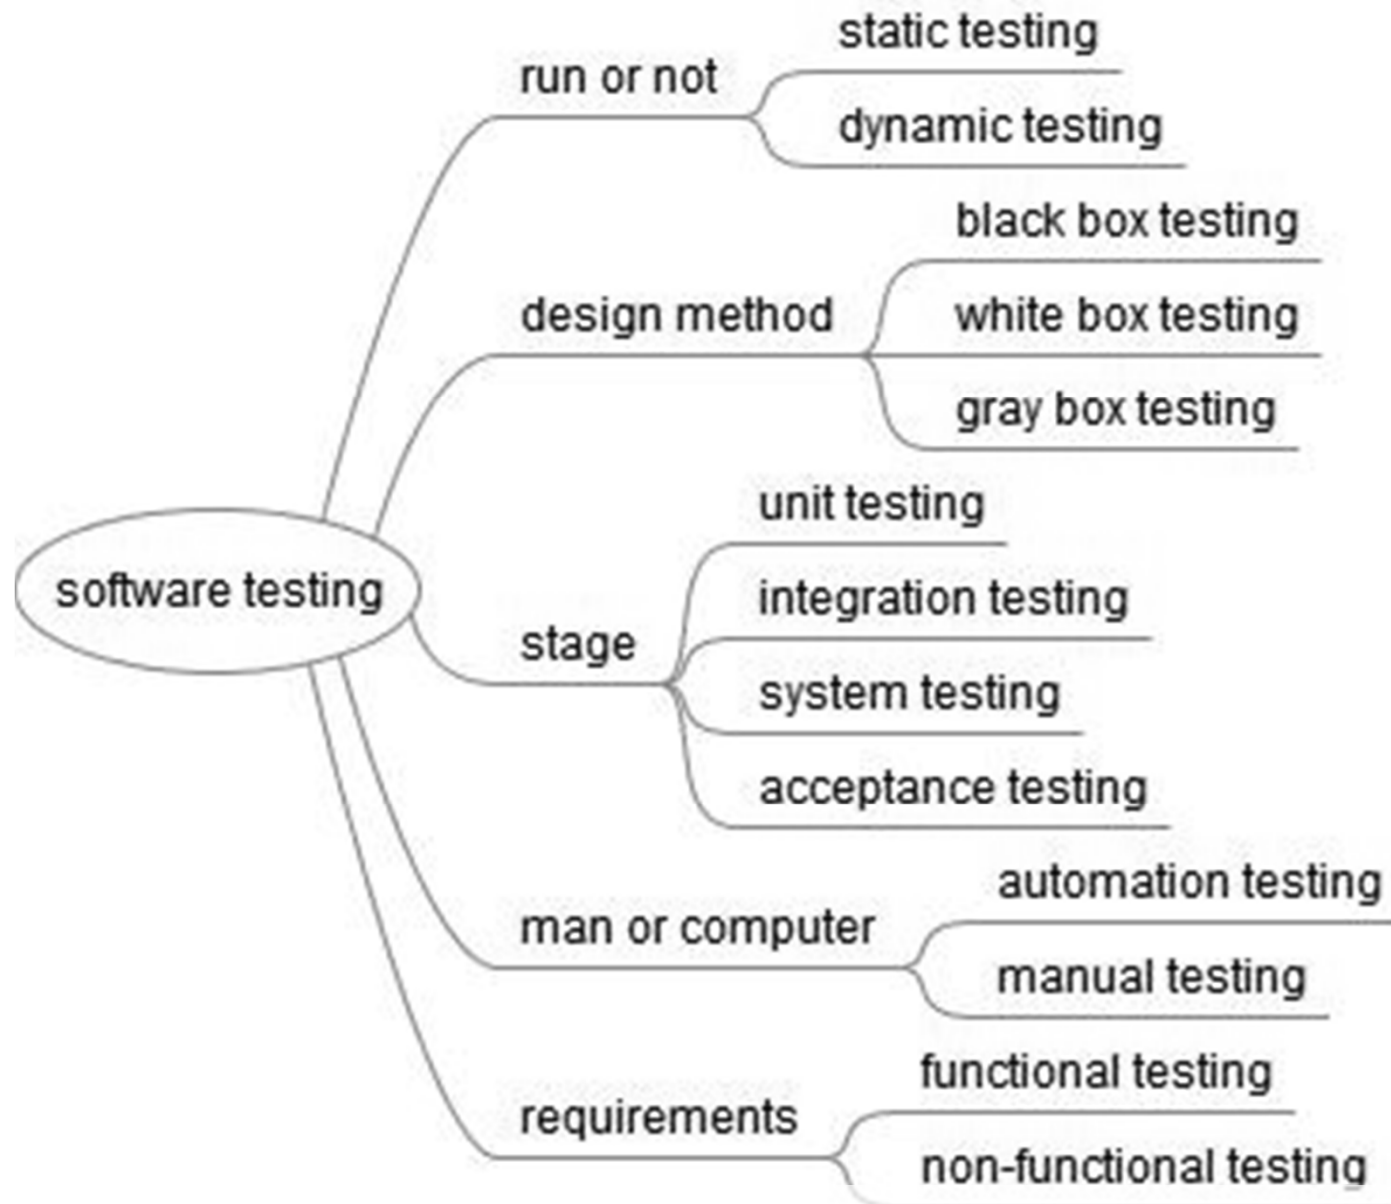 software testing
run or not
static testing
dynamic testing
design method
black box testing
white box testing
gray box testing
stage
unit testing
integration testing
system testing
acceptance testing
man or computer
automation testing
manual testing
requirements
functional testing
non-functional testing